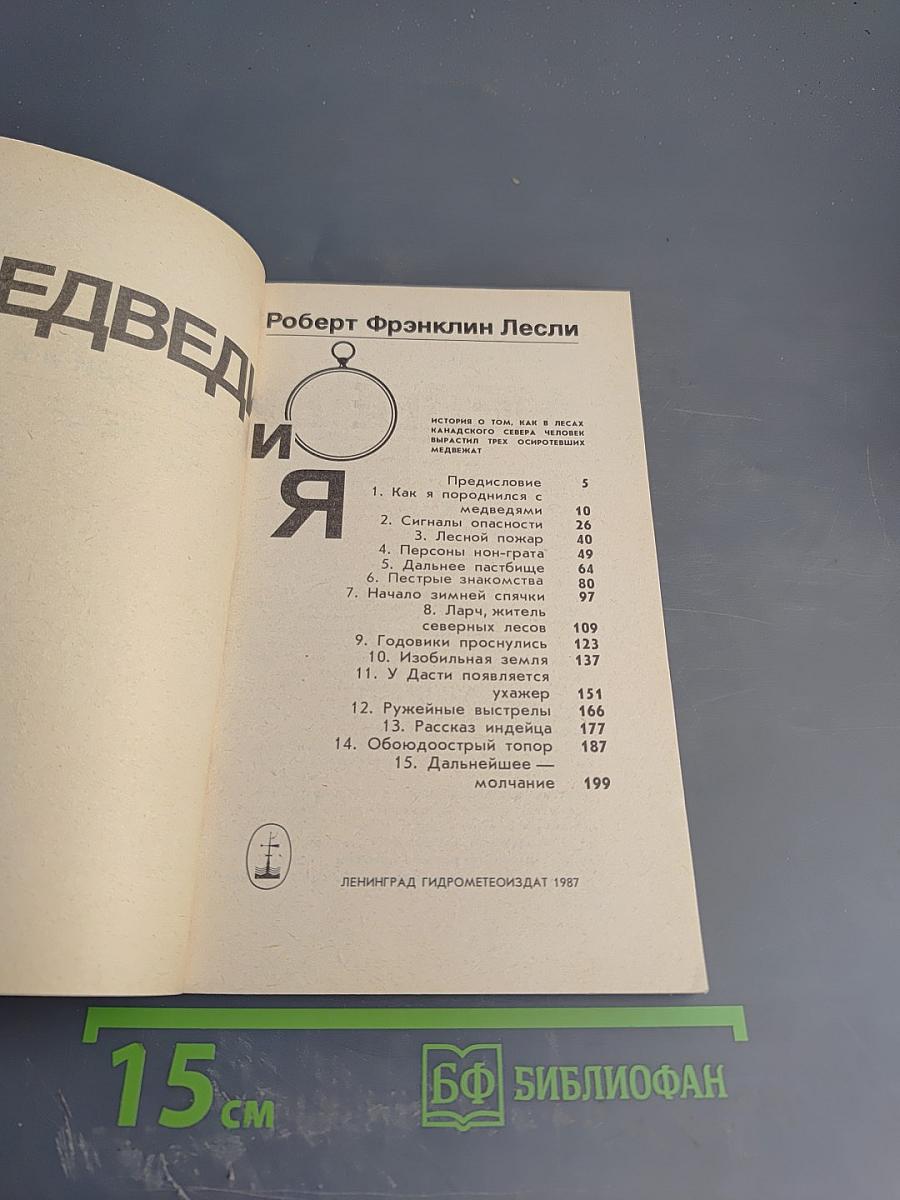 ЕДВЕДИ
Роберт Фрэнклин Лесли
и
Я
ИСТОРИЯ О ТОМ, КАК В ЛЕСАХ
КАНАДСКОГО СЕВЕРА ЧЕЛОВЕК
ВЫРАСТИЛ ТРЕХ ОСИРОТЕВШИХ
МЕДВЕЖАТ
Предисловие 5
1. Как я породнился с
медведями 10
2. Сигналы опасности 26
3. Лесной пожар 40
4. Персоны нон-грата 49
5. Дальнее пастбище 64
6. Пестрые знакомства 80
7. Начало зимней спячки 97
8. Ларч, житель
северных лесов 109
9. Годовики проснулись 123
10. Изобильная земля 137
11. У Дасти появляется
ухажер 151
12. Ружейные выстрелы 166
13. Рассказ индейца 177
14. Обоюдоострый топор 187
15. Дальнейшее —
молчание 199
ЛЕНИНГРАД ГИДРОМЕТЕОИЗДАТ 1987
15 см
БФ БИБЛИОФАН